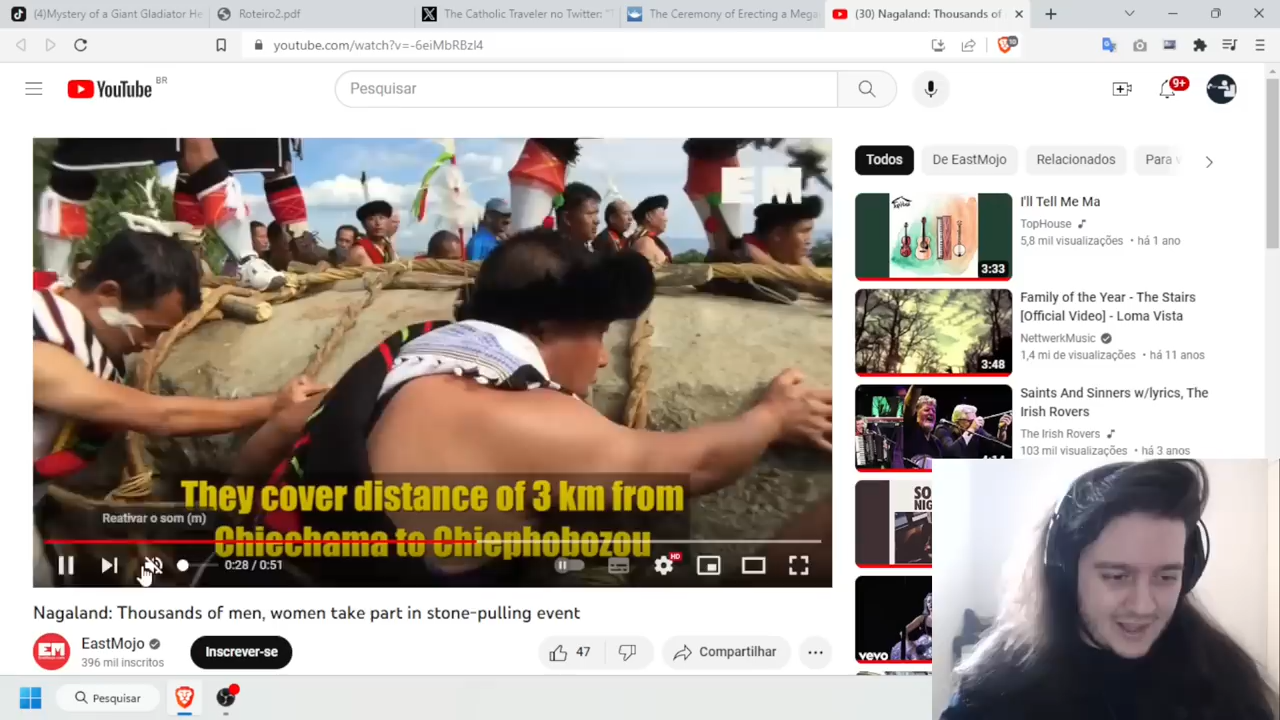 (4)Mystery of a Giant Gladiator He
Roteiro2.pdf
The Catholic Traveler no Twitter: "
The Ceremony of Erecting a Mega
(30) Nagaland: Thousands of
youtube.com/watch?v=-6eiMbRBzl4
YouTube BR
Pesquisar
9+
EM
They cover distance of 3 km from
Chiechama to Chiephobozou
Reativar o som (m)
0:28 / 0:51
HD
Nagaland: Thousands of men, women take part in stone-pulling event
EastMojo
396 mil inscritos
Inscrever-se
47
Compartilhar
Todos
De EastMojo
Relacionados
Para
I'll Tell Me Ma
TopHouse
5,8 mil visualizações • há 1 ano
3:33
Family of the Year - The Stairs
[Official Video] - Loma Vista
NettwerkMusic
1,4 mi de visualizações • há 11 anos
3:48
Saints And Sinners w/lyrics, The
Irish Rovers
The Irish Rovers
103 mil visualizações • há 3 anos
SO
NIG
vevo
Pesquisar